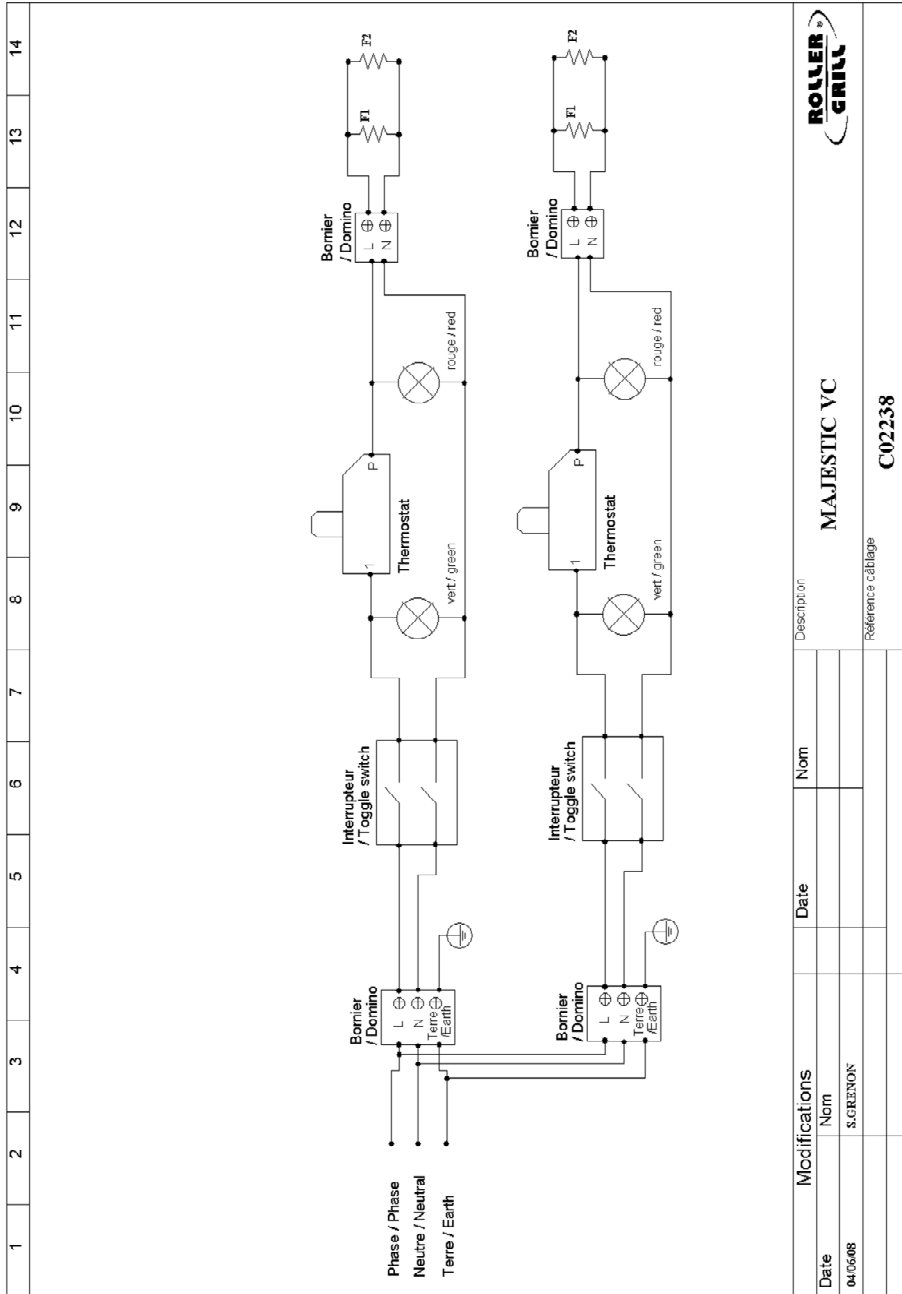 1 2 3 4 5 6 7 8 9 10 11 12 13 14
Phase / Phase
Neutre / Neutral
Terre / Earth
Bornier
/ Domino
L
N
Terre
/Earth
Interrupteur
/ Toggle switch
vert / green
1
P
Thermostat
rouge / red
Bornier
/ Domino
L
N
F1
F2
Bornier
/ Domino
L
N
Terre
/Earth
Interrupteur
/ Toggle switch
vert / green
1
P
Thermostat
rouge / red
Bornier
/ Domino
L
N
F1
F2
Modifications
Date Nom Date Nom
04/06/08 S.GRENON
Description
MAJESTIC VC
Référence câblage
C02238
ROLLER ®
GRILL